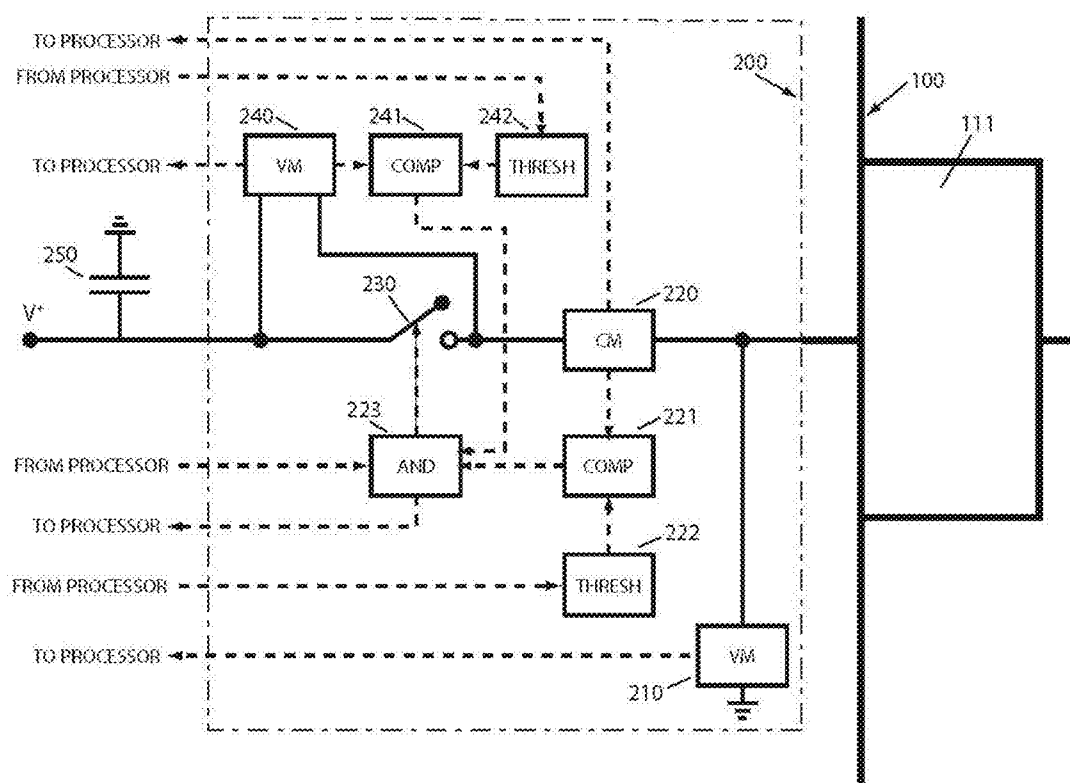 TO PROCESSOR
FROM PROCESSOR
200
100
240
241
242
111
TO PROCESSOR
VM
COMP
THRESH
250
230
220
V+
CM
223
221
FROM PROCESSOR
AND
COMP
TO PROCESSOR
222
FROM PROCESSOR
THRESH
TO PROCESSOR
VM
210